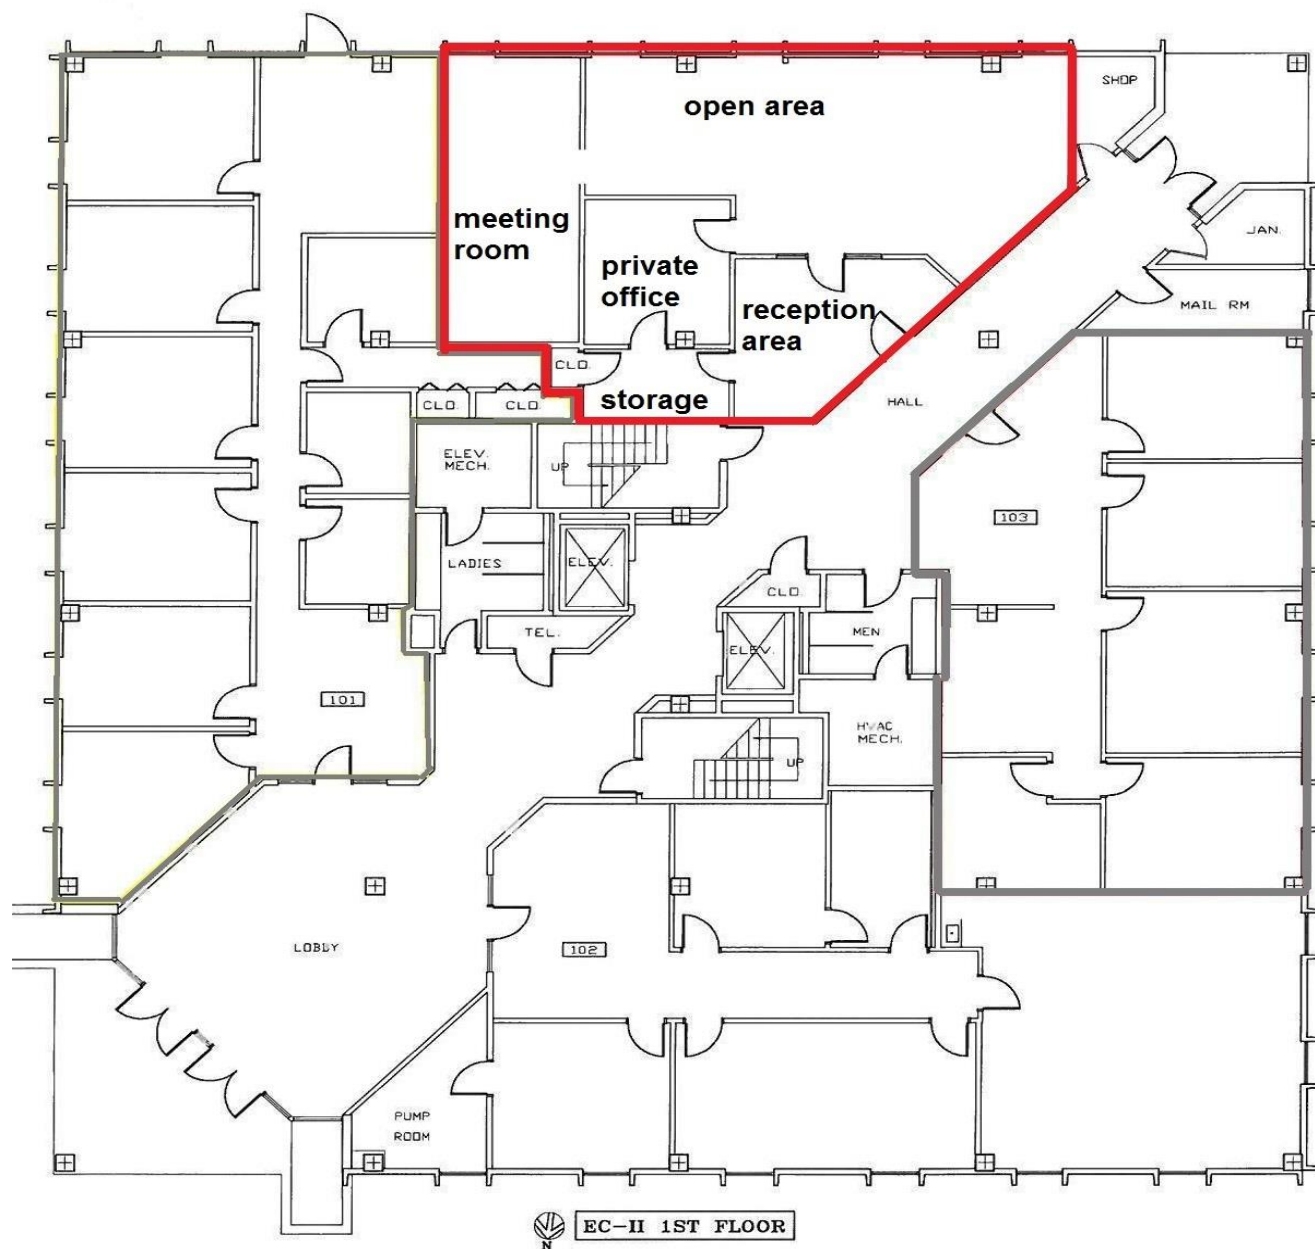 SHOP
open area
JAN.
meeting
room
private
office
MAIL RM
reception
area
CLO.
storage
CLO.
CLO.
HALL
ELEV.
MECH.
UP
103
LADIES
ELEV.
CLO.
TEL.
MEN
ELEV.
101
HVAC
MECH.
UP
LOBBY
102
PUMP
ROOM
N
EC-II 1ST FLOOR